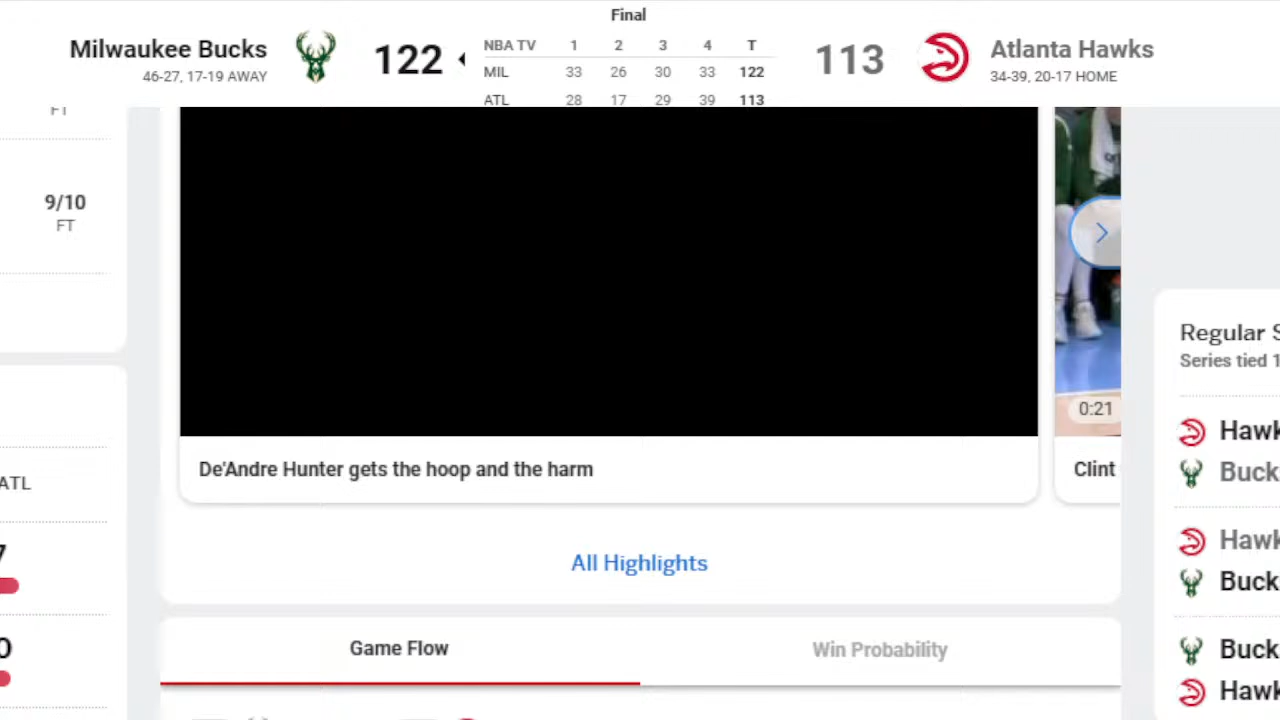 Final
Milwaukee Bucks
46-27, 17-19 AWAY
122
NBA TV 1 2 3 4 T
MIL 33 26 30 33 122
ATL 28 17 29 39 113
113
Atlanta Hawks
34-39, 20-17 HOME
FT
9/10
FT
ATL
7
0
0:21
De'Andre Hunter gets the hoop and the harm
Clint
All Highlights
Game Flow
Win Probability
Regular S
Series tied 1
Hawk
Buck
Hawk
Buck
Buck
Hawk